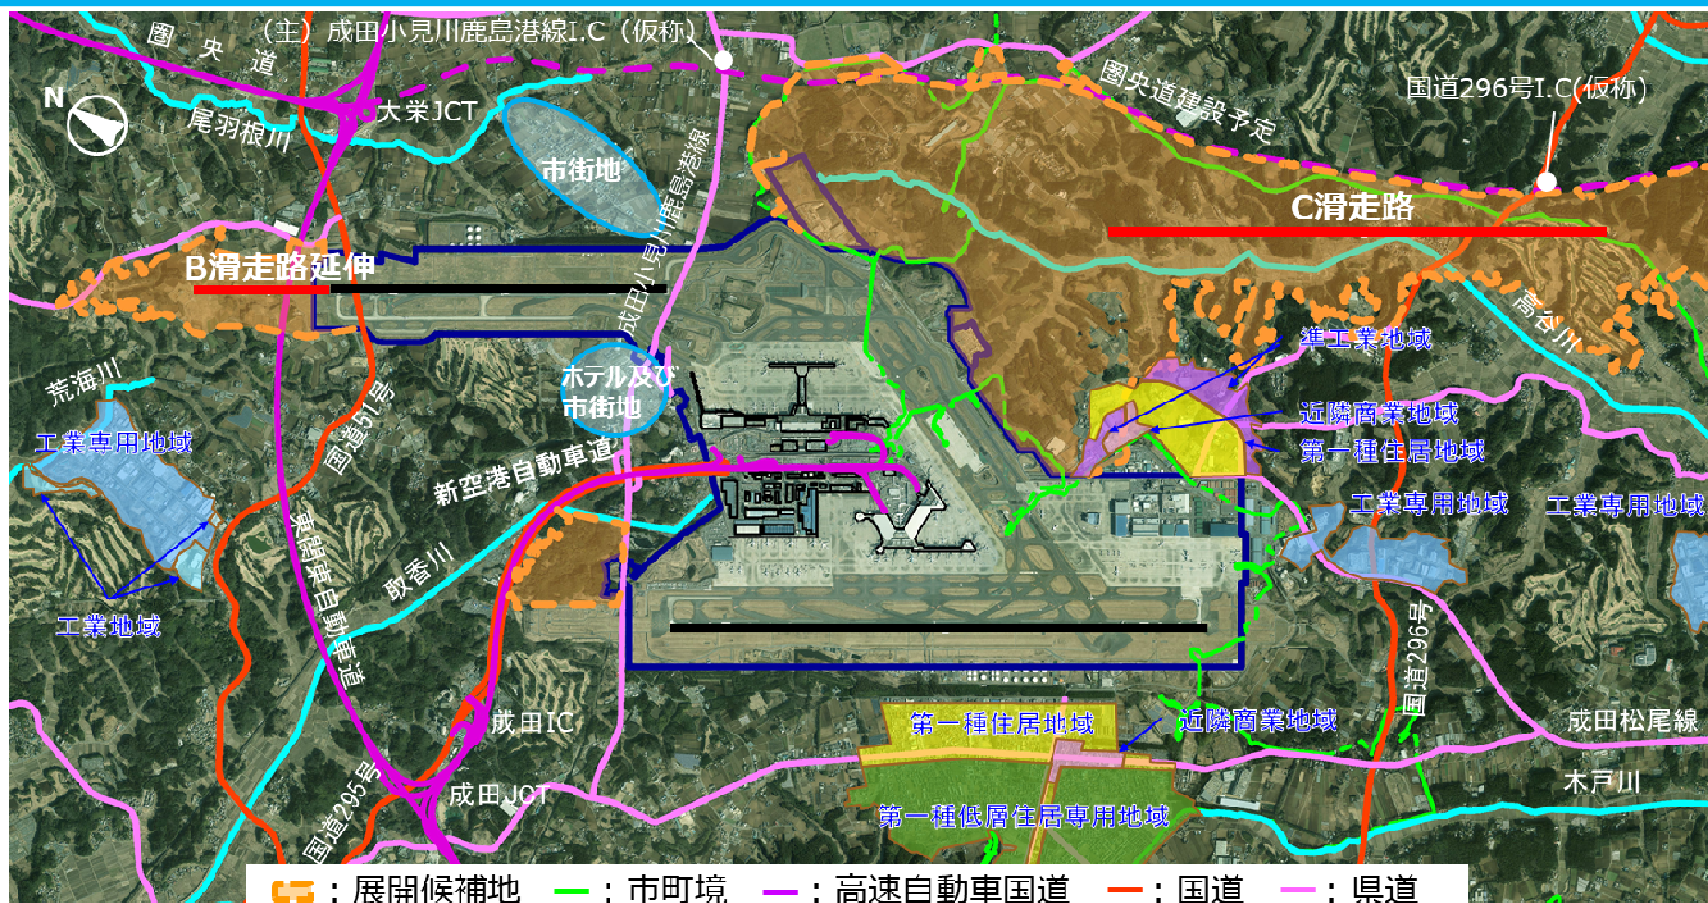 圏央道
(主)成田小見川鹿島港線I.C(仮称)
N
大栄JCT
尾羽根川
市街地
成田小見川鹿島港線
圏央道建設予定
国道296号I.C(仮称)
C滑走路
B滑走路延伸
高谷川
準工業地域
荒海川
ホテル及び
市街地
近隣商業地域
第一種住居地域
工業専用地域
国道51号
新空港自動車道
工業専用地域
工業専用地域
東関東自動車道
取香川
工業地域
国道296号
成田IC
第一種住居地域
近隣商業地域
成田松尾線
国道295号
成田JCT
木戸川
第一種低層住居専用地域
:展開候補地
:市町境
:高速自動車国道
:国道
:県道